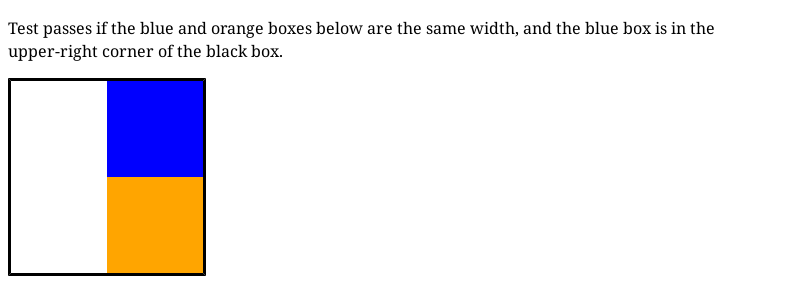 Test passes if the blue and orange boxes below are the same width, and the blue box is in the
upper-right corner of the black box.